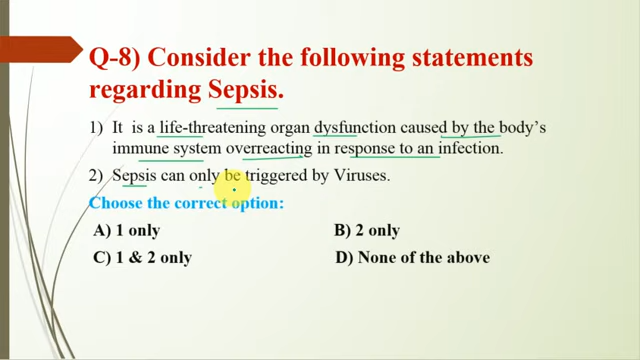 Q-8) Consider the following statements
regarding Sepsis.
1) It is a life-threatening organ dysfunction caused by the body's
immune system overreacting in response to an infection.
2) Sepsis can only be triggered by Viruses.
Choose the correct option:
A) 1 only B) 2 only
C) 1 & 2 only D) None of the above